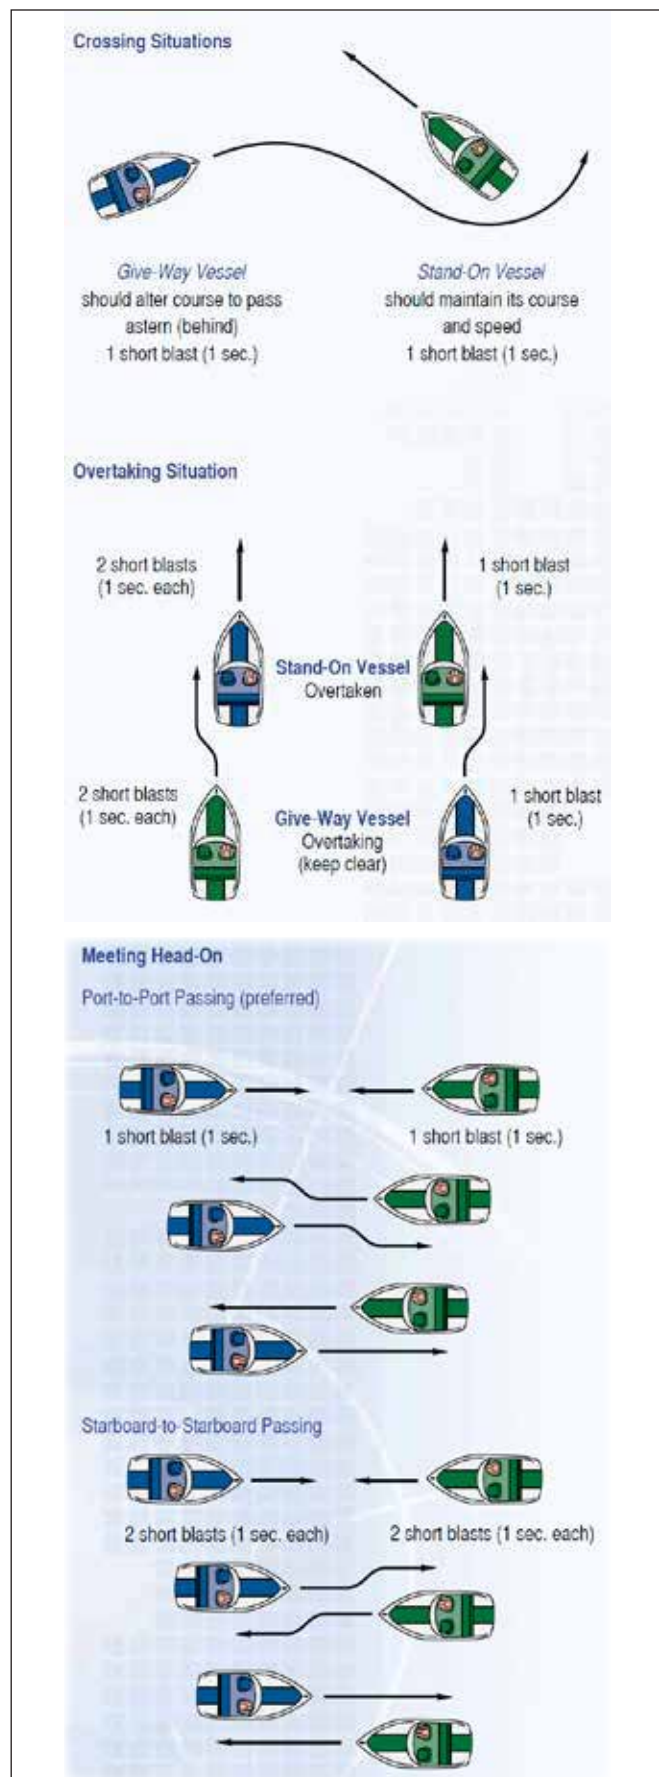 Crossing Situations
Give-Way Vessel
should alter course to pass
astern (behind)
1 short blast (1 sec.)
Stand-On Vessel
should maintain its course
and speed
1 short blast (1 sec.)
Overtaking Situation
2 short blasts
(1 sec. each)
1 short blast
(1 sec.)
Stand-On Vessel
Overtaken
2 short blasts
(1 sec. each)
Give-Way Vessel
Overtaking
(keep clear)
1 short blast
(1 sec.)
Meeting Head-On
Port-to-Port Passing (preferred)
1 short blast (1 sec.)
1 short blast (1 sec.)
Starboard-to-Starboard Passing
2 short blasts (1 sec. each)
2 short blasts (1 sec. each)